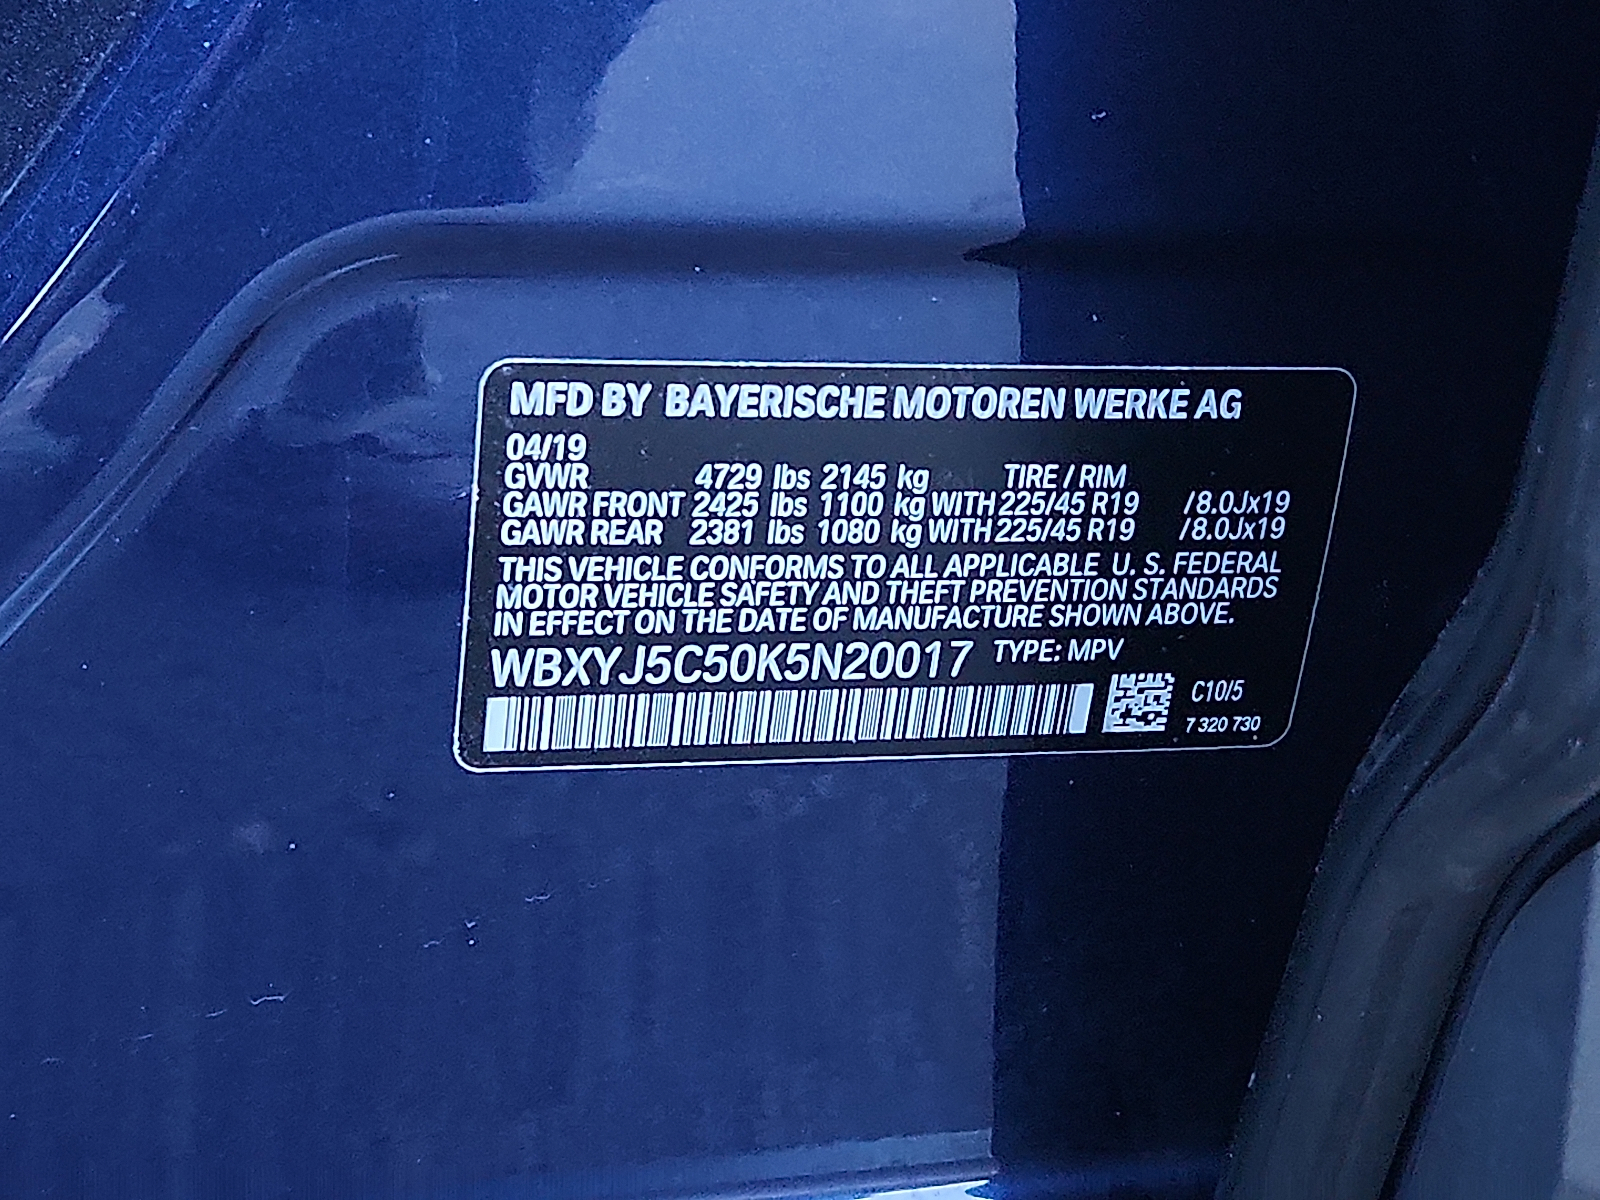 MFD BY BAYERISCHE MOTOREN WERKE AG
04/19
GVWR 4729 lbs 2145 kg TIRE / RIM
GAWR FRONT 2425 lbs 1100 kg WITH 225/45 R19 /8.0Jx19
GAWR REAR 2381 lbs 1080 kg WITH 225/45 R19 /8.0Jx19
THIS VEHICLE CONFORMS TO ALL APPLICABLE U. S. FEDERAL
MOTOR VEHICLE SAFETY AND THEFT PREVENTION STANDARDS
IN EFFECT ON THE DATE OF MANUFACTURE SHOWN ABOVE.
WBXYJ5C50K5N20017 TYPE: MPV
C10/5
7 320 730